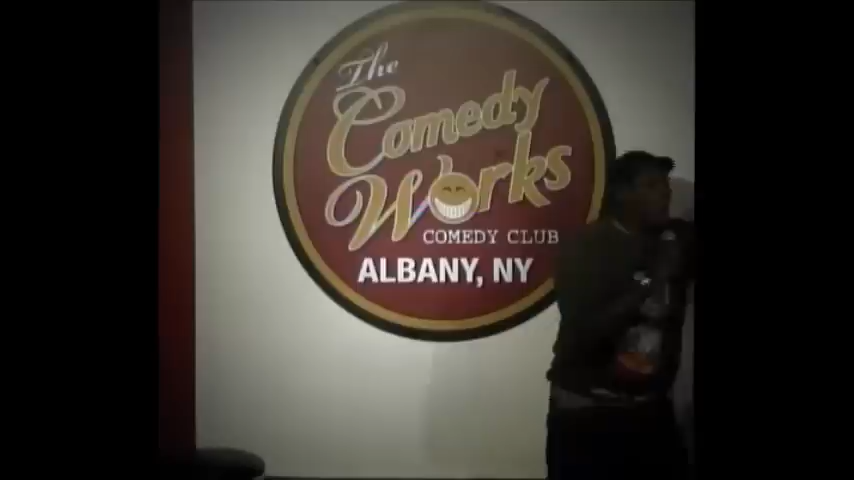 The
Comedy
Works
COMEDY CLUB
ALBANY, NY